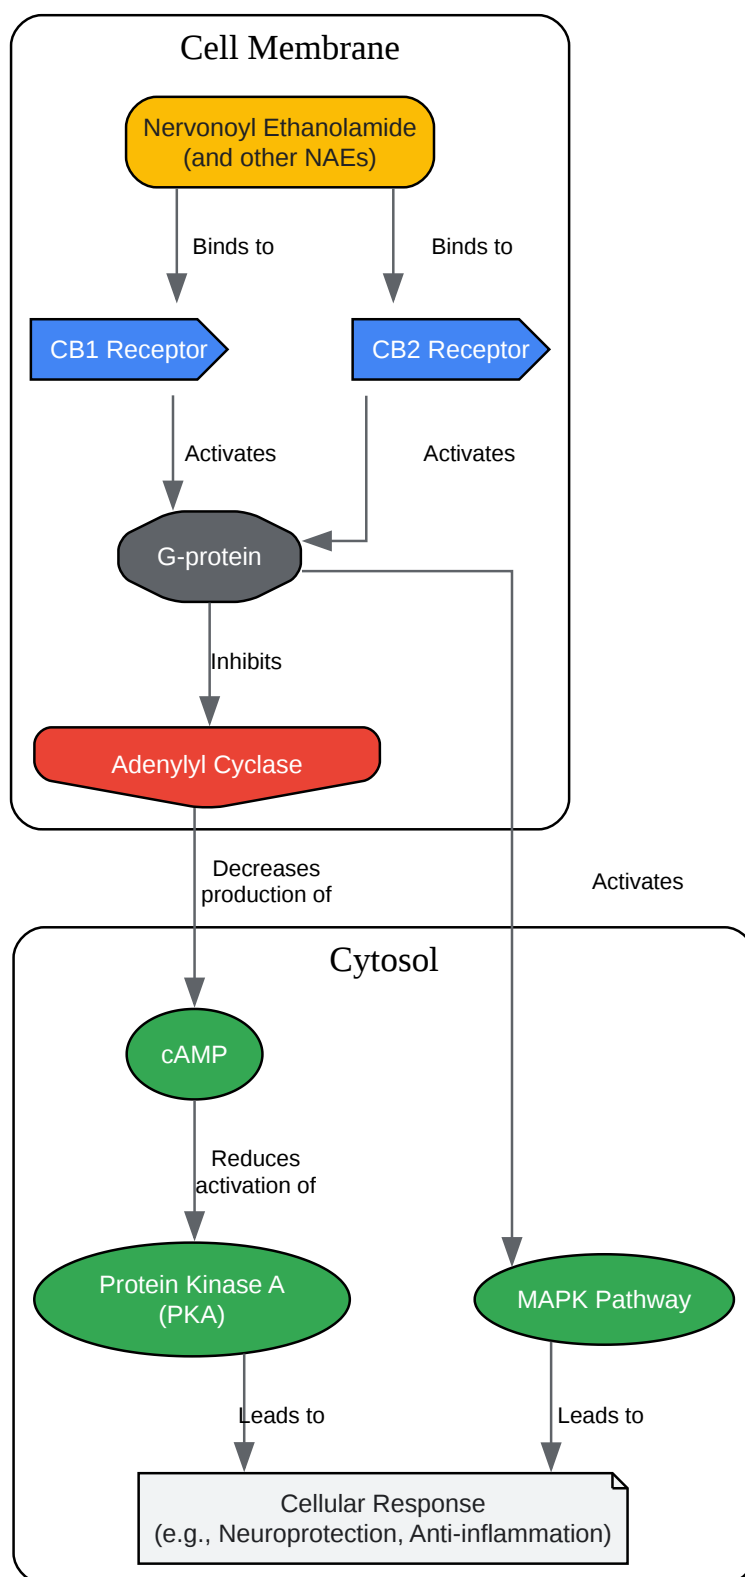 Cell Membrane
Nervonoyl Ethanolamide
(and other NAEs)
Binds to
Binds to
CB1 Receptor
CB2 Receptor
Activates
Activates
G-protein
Inhibits
Adenylyl Cyclase
Decreases
production of
Activates
Cytosol
cAMP
Reduces
activation of
Protein Kinase A
(PKA)
MAPK Pathway
Leads to
Leads to
Cellular Response
(e.g., Neuroprotection, Anti-inflammation)